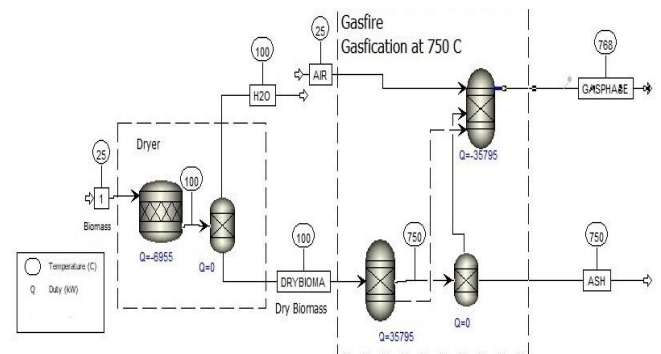 Gasfire
Gasfication at 750 C
25
100
768
AIR
H2O
GASPHASE
Dryer
25
1
Biomass
100
Q=-6955
Q=0
Q=-35795
100
DRYBIOMA
Dry Biomass
750
Q=35795
Q=0
750
ASH
Temperature (C)
Q Duty (kW)